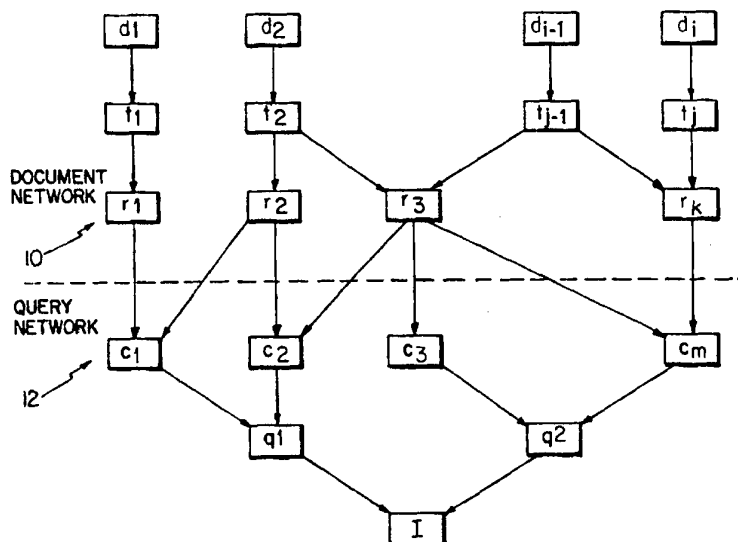 d1 d2 di-1 di
t1 t2 tj-1 tj
DOCUMENT
NETWORK
r1 r2 r3 rk
10
QUERY
NETWORK
c1 c2 c3 cm
12
q1 q2
I